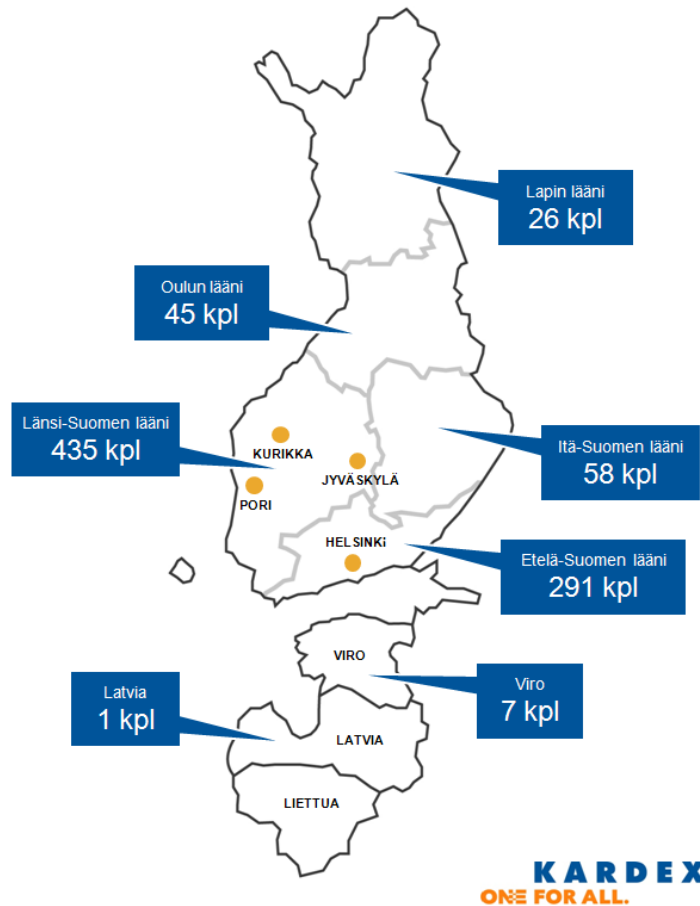 Lapin lääni
26 kpl
Oulun lääni
45 kpl
Länsi-Suomen lääni
435 kpl
KURIKKA
JYVÄSKYLÄ
PORI
Itä-Suomen lääni
58 kpl
HELSINKi
Etelä-Suomen lääni
291 kpl
VIRO
Viro
7 kpl
Latvia
1 kpl
LATVIA
LIETTUA
KARDEX
ONE FOR ALL.